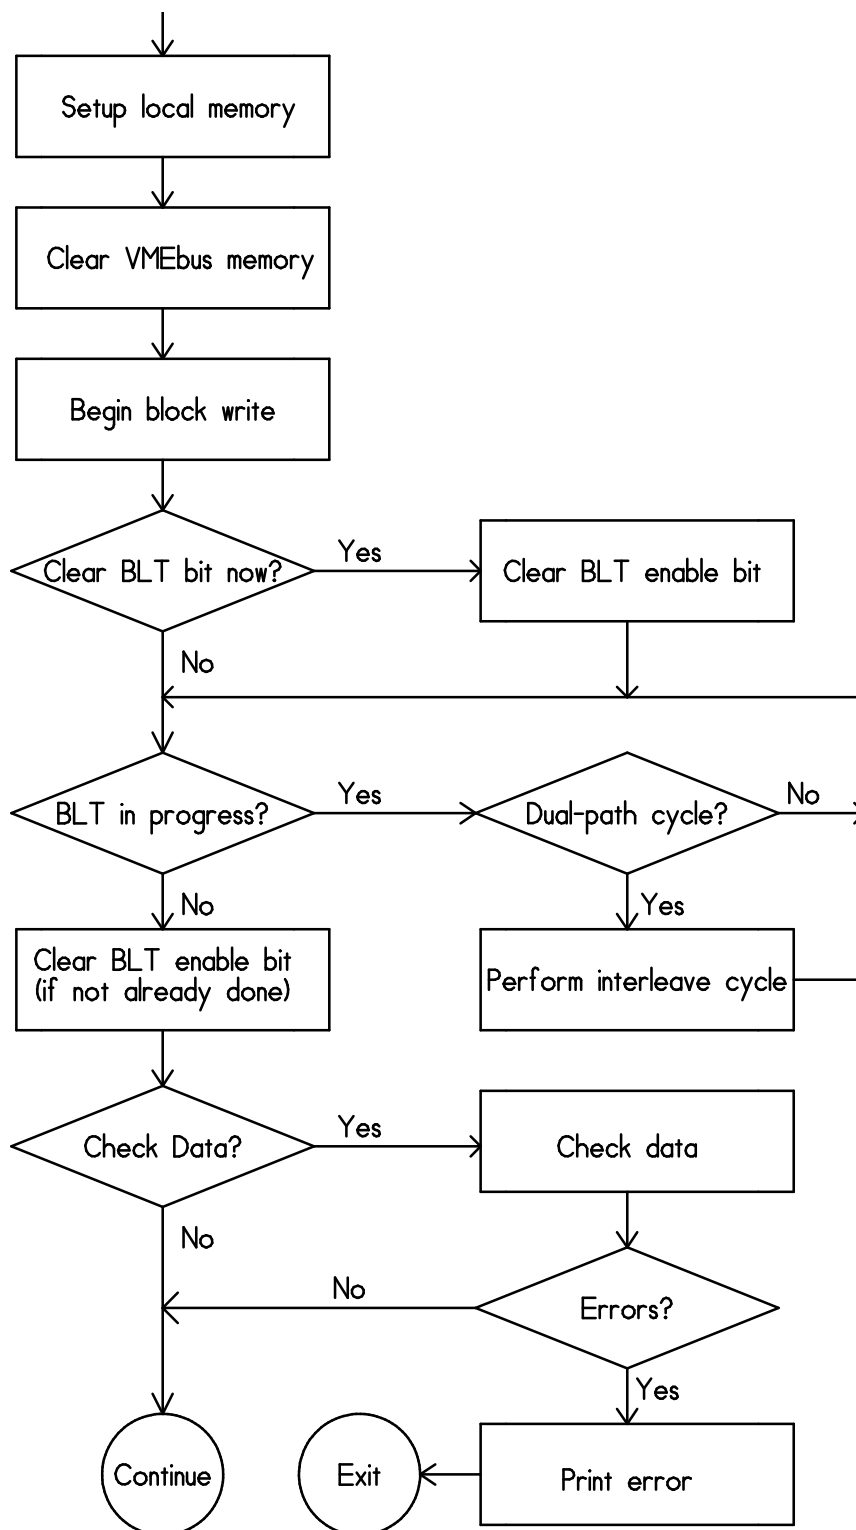 Setup local memory
Clear VMEbus memory
Begin block write
Clear BLT bit now?
Yes
Clear BLT enable bit
No
BLT in progress?
Yes
Dual-path cycle?
No
No
Yes
Clear BLT enable bit
(if not already done)
Perform interleave cycle
Check Data?
Yes
Check data
No
No
Errors?
Yes
Continue
Exit
Print error